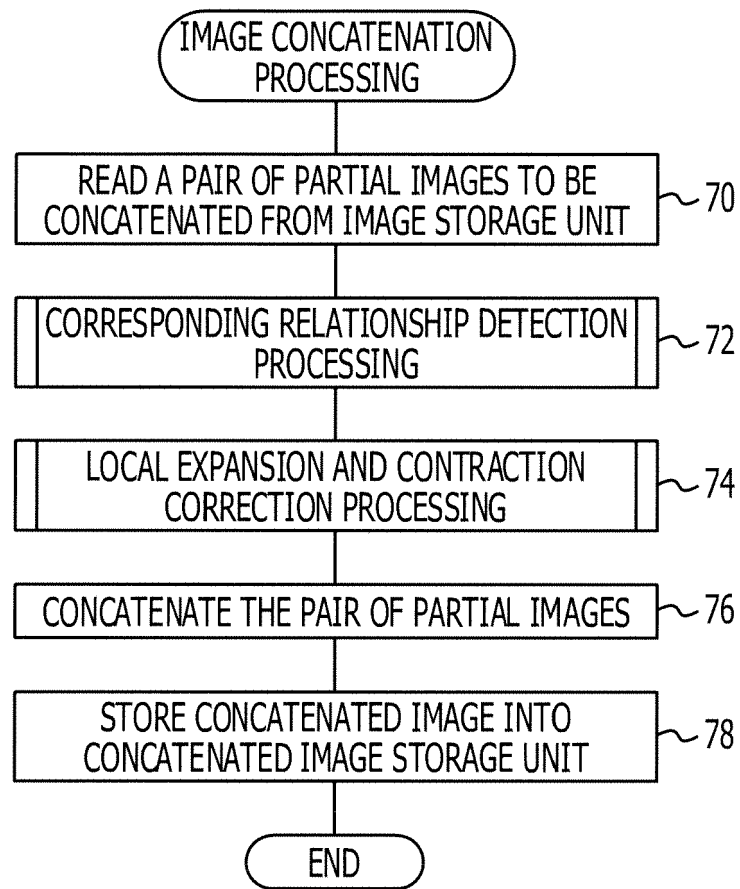 IMAGE CONCATENATION
PROCESSING
READ A PAIR OF PARTIAL IMAGES TO BE
CONCATENATED FROM IMAGE STORAGE UNIT
70
CORRESPONDING RELATIONSHIP DETECTION
PROCESSING
72
LOCAL EXPANSION AND CONTRACTION
CORRECTION PROCESSING
74
CONCATENATE THE PAIR OF PARTIAL IMAGES
76
STORE CONCATENATED IMAGE INTO
CONCATENATED IMAGE STORAGE UNIT
78
END